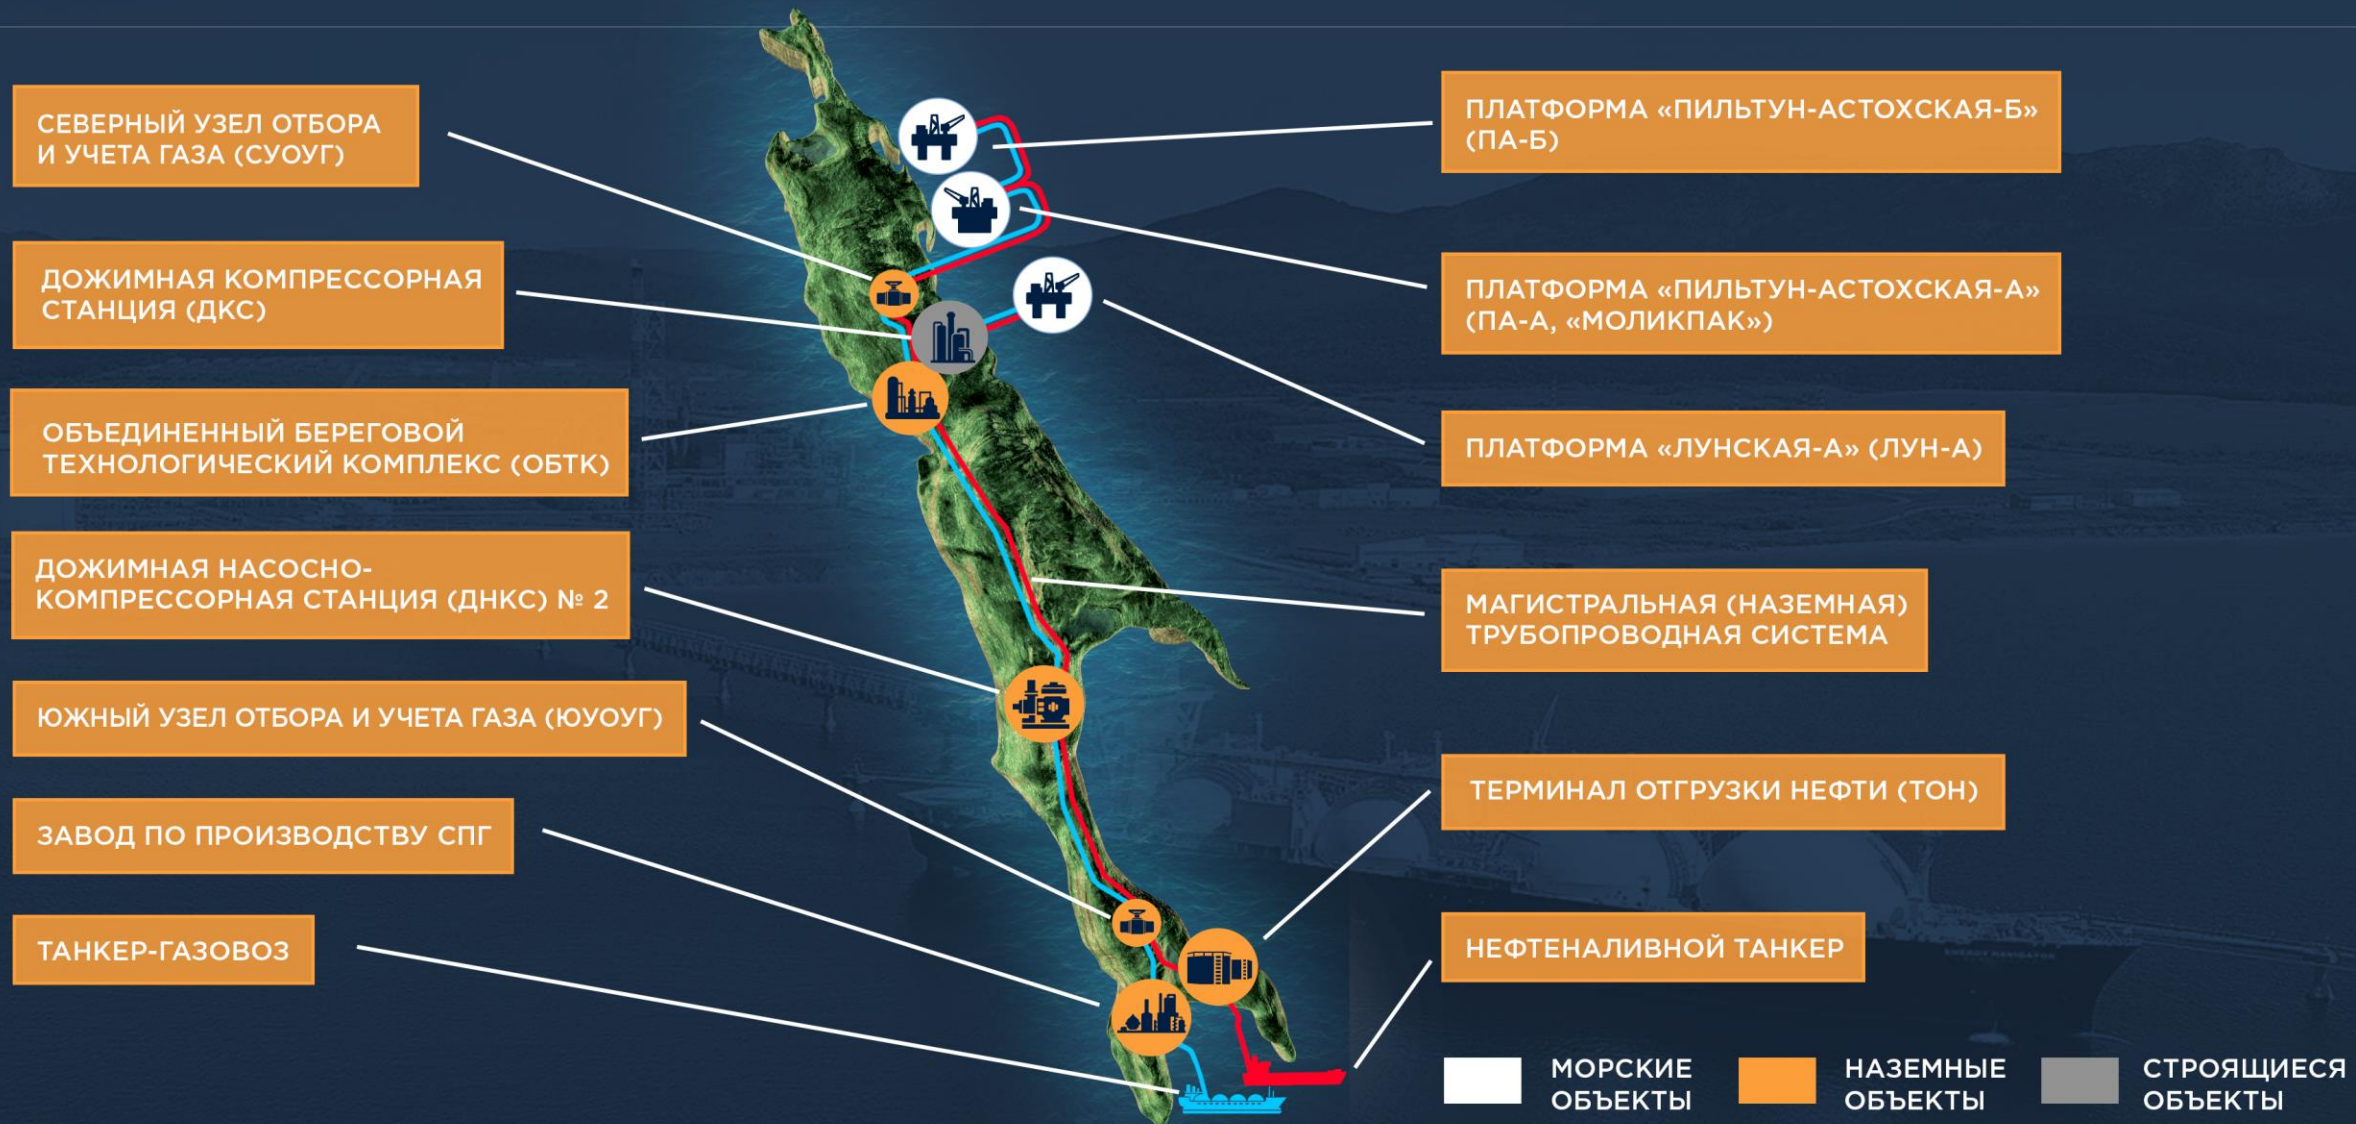 СЕВЕРНЫЙ УЗЕЛ ОТБОРА
И УЧЕТА ГАЗА (СУОУГ)
ДОЖИМНАЯ КОМПРЕССОРНАЯ
СТАНЦИЯ (ДКС)
ОБЪЕДИНЕННЫЙ БЕРЕГОВОЙ
ТЕХНОЛОГИЧЕСКИЙ КОМПЛЕКС (ОБТК)
ДОЖИМНАЯ НАСОСНО-
КОМПРЕССОРНАЯ СТАНЦИЯ (ДНКС) № 2
ЮЖНЫЙ УЗЕЛ ОТБОРА И УЧЕТА ГАЗА (ЮУОУГ)
ЗАВОД ПО ПРОИЗВОДСТВУ СПГ
ТАНКЕР-ГАЗОВОЗ
ПЛАТФОРМА «ПИЛЬТУН-АСТОХСКАЯ-Б»
(ПА-Б)
ПЛАТФОРМА «ПИЛЬТУН-АСТОХСКАЯ-А»
(ПА-А, «МОЛИКПАК»)
ПЛАТФОРМА «ЛУНСКАЯ-А» (ЛУН-А)
МАГИСТРАЛЬНАЯ (НАЗЕМНАЯ)
ТРУБОПРОВОДНАЯ СИСТЕМА
ТЕРМИНАЛ ОТГРУЗКИ НЕФТИ (ТОН)
НЕФТЕНАЛИВНОЙ ТАНКЕР
МОРСКИЕ
ОБЪЕКТЫ
НАЗЕМНЫЕ
ОБЪЕКТЫ
СТРОЯЩИЕСЯ
ОБЪЕКТЫ